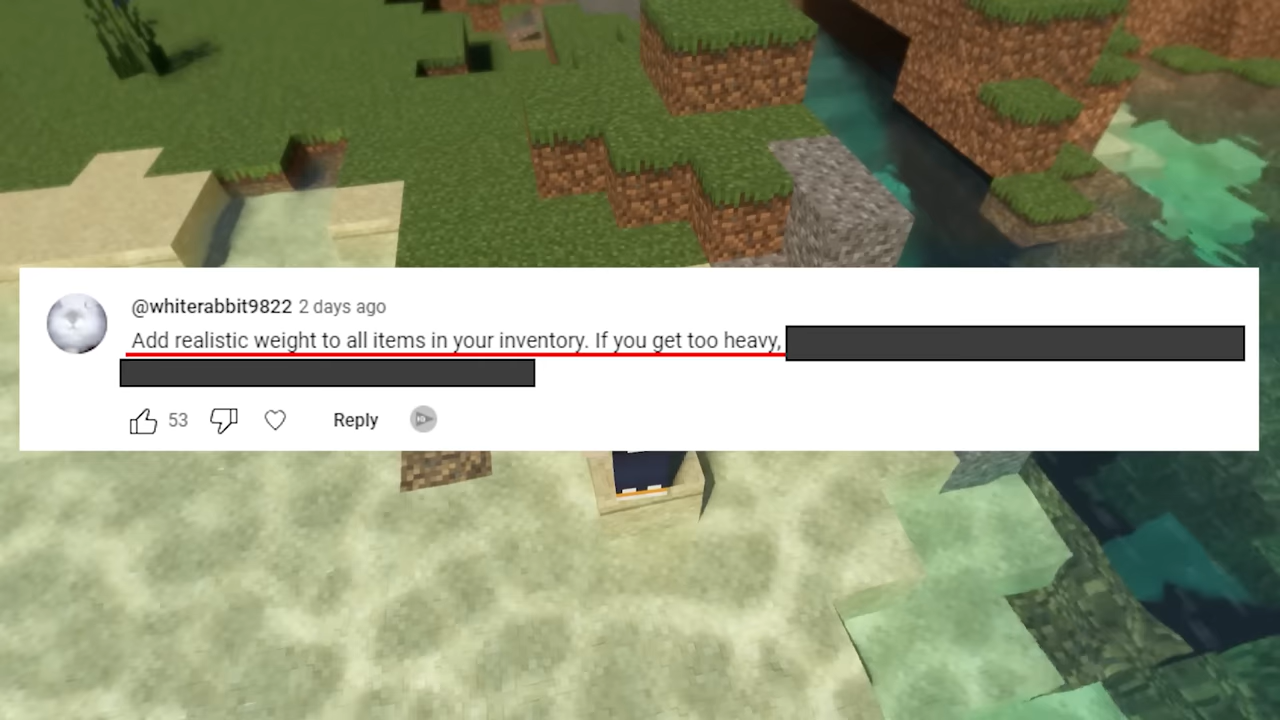 @whiterabbit9822 2 days ago
Add realistic weight to all items in your inventory. If you get too heavy,
53 Reply